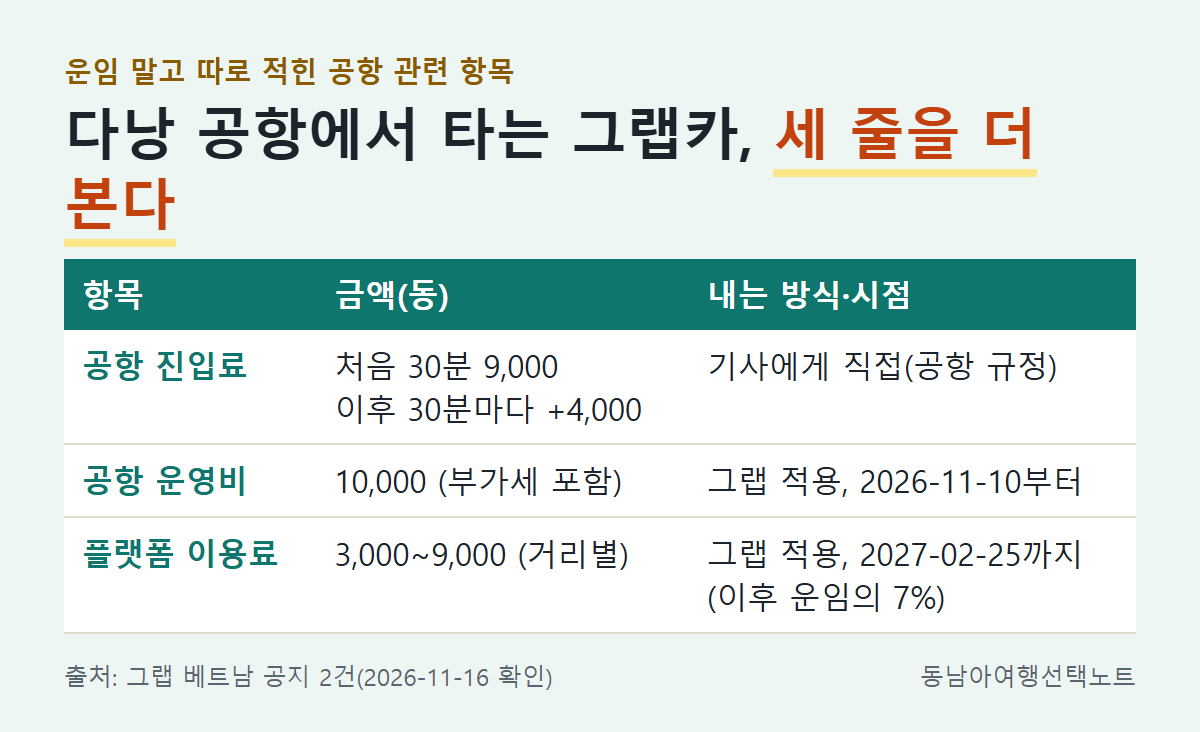 운임 말고 따로 적힌 공항 관련 항목
다낭 공항에서 타는 그랩카, 세 줄을 더
본다
항목 금액(동) 내는 방식·시점
공항 진입료 처음 30분 9,000 기사에게 직접(공항 규정)
이후 30분마다 +4,000
공항 운영비 10,000 (부가세 포함) 그랩 적용, 2026-11-10부터
플랫폼 이용료 3,000~9,000 (거리별) 그랩 적용, 2027-02-25까지
(이후 운임의 7%)
출처: 그랩 베트남 공지 2건(2026-11-16 확인) 동남아여행선택노트